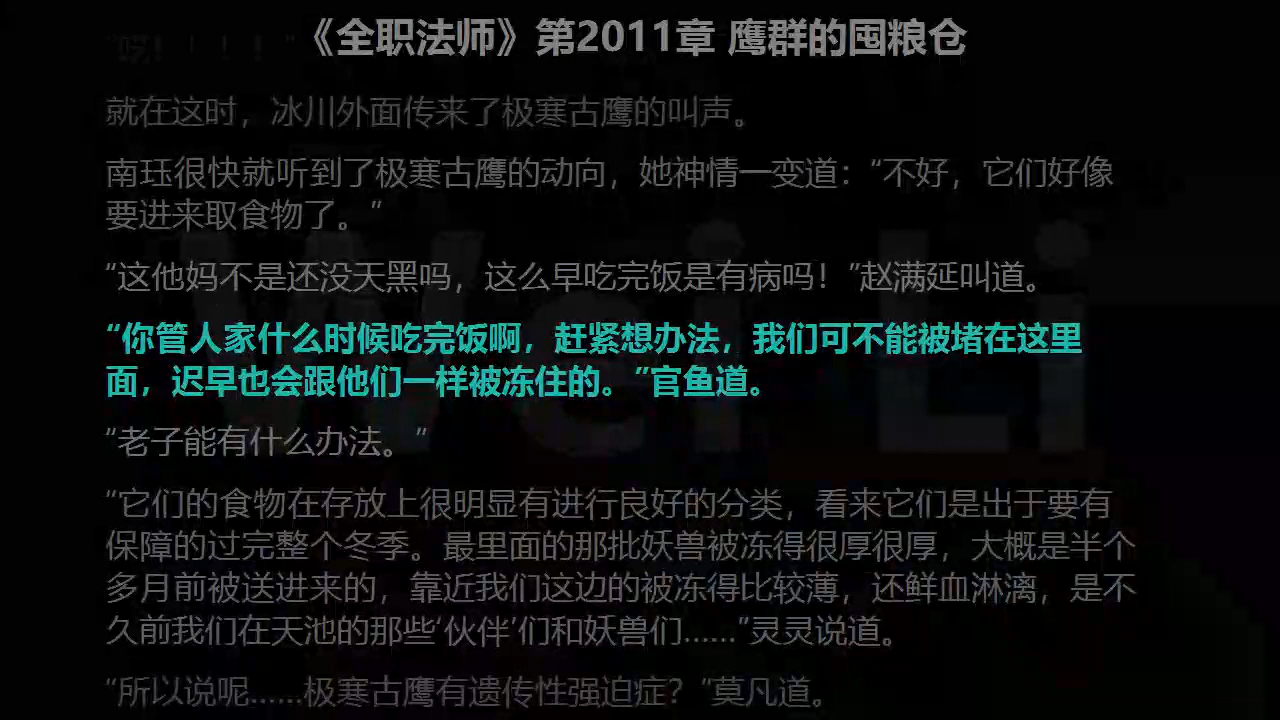 《全职法师》第2011章 鹰群的囤粮仓
“咬！！！！”
就在这时，冰川外面传来了极寒古鹰的叫声。
南珏很快就听到了极寒古鹰的动向，她神情一变道：“不好，它们好像
要进来取食物了。”
“这他妈不是还没天黑吗，这么早吃完饭是有病吗！”赵满延叫道。
“你管人家什么时候吃完饭啊，赶紧想办法，我们可不能被堵在这里
面，迟早也会跟他们一样被冻住的。”官鱼道。
“老子能有什么办法。“
“它们的食物在存放上很明显有进行良好的分类，看来它们是出于要有
保障的过完整个冬季。最里面的那批妖兽被冻得很厚很厚，大概是半个
多月前被送进来的，靠近我们这边的被冻得比较薄，还鲜血淋漓，是不
久前我们在天池的那些‘伙伴’们和妖兽们……”灵灵说道。
“所以说呢……极寒古鹰有遗传性强迫症？“莫凡道。
Wei Li